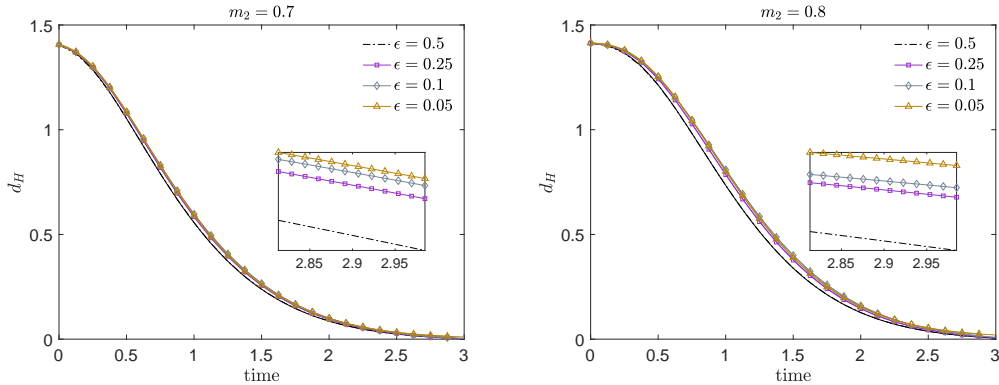 m₂ = 0.7
1.5
1
0.5
0
d_H
ϵ = 0.5
ϵ = 0.25
ϵ = 0.1
ϵ = 0.05
2.85 2.9 2.95
0 0.5 1 1.5 2 2.5 3
time
m₂ = 0.8
1.5
1
0.5
0
d_H
ϵ = 0.5
ϵ = 0.25
ϵ = 0.1
ϵ = 0.05
2.85 2.9 2.95
0 0.5 1 1.5 2 2.5 3
time